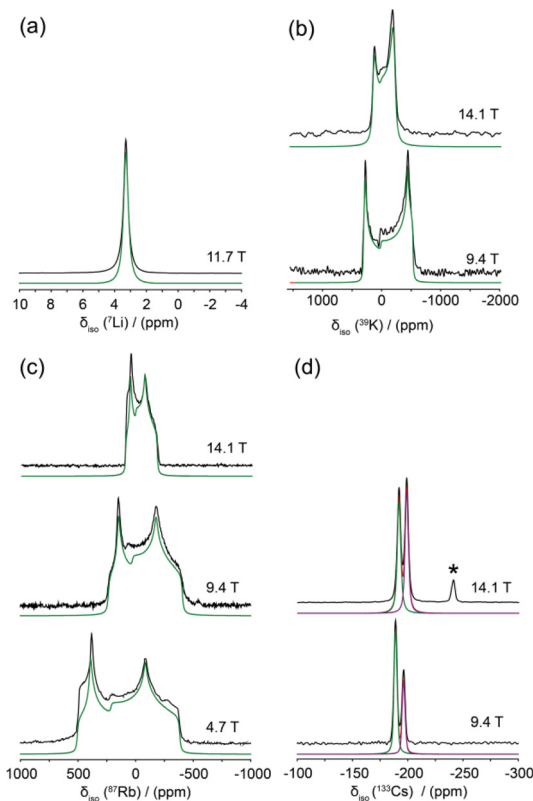 (a)
11.7 T
10 8 6 4 2 0 -2 -4
δiso (⁷Li) / (ppm)
(b)
14.1 T
9.4 T
1000 0 -1000 -2000
δiso (³⁹K) / (ppm)
(c)
14.1 T
9.4 T
4.7 T
1000 500 0 -500 -1000
δiso (⁸⁷Rb) / (ppm)
(d)
*
14.1 T
9.4 T
-100 -150 -200 -250 -300
δiso (¹³³Cs) / (ppm)